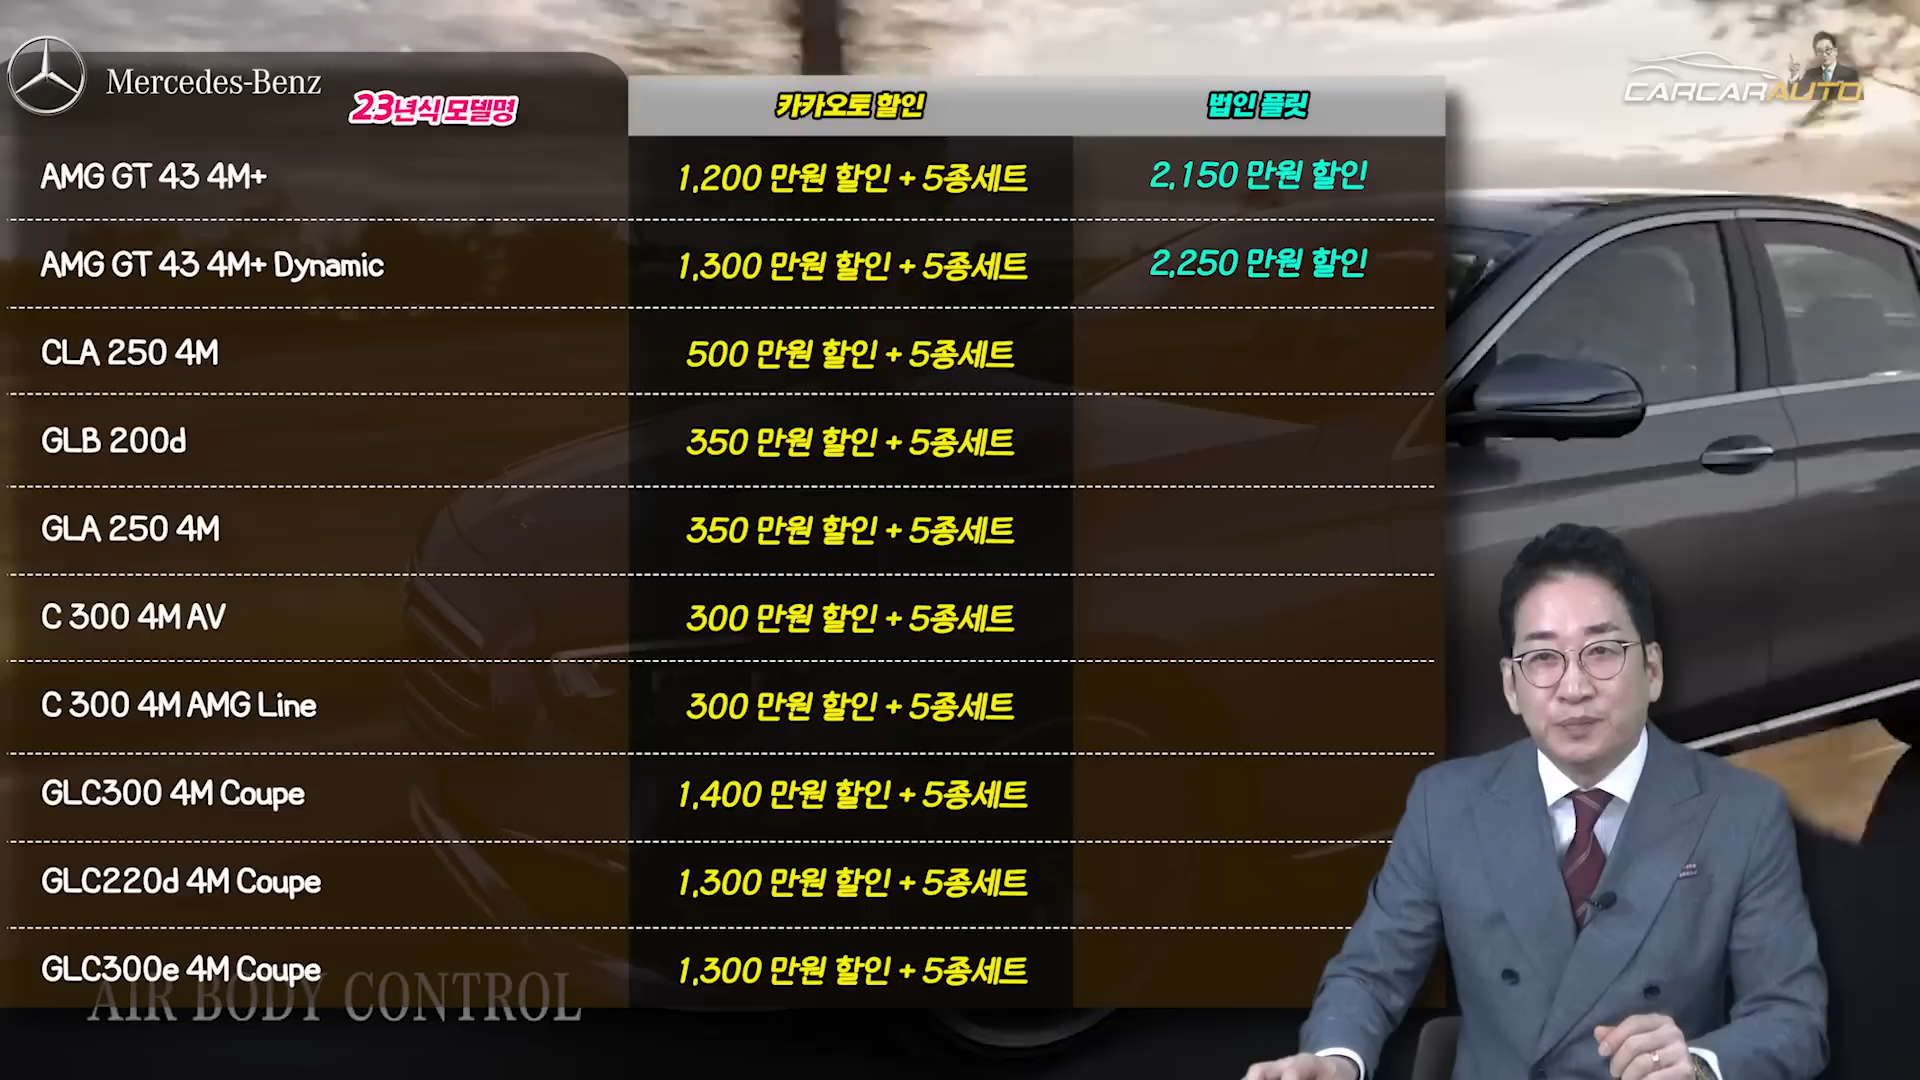 Mercedes-Benz
23년식 모델명
카카오토 할인
법인 플릿
CARCARAUTO
AMG GT 43 4M+
1,200 만원 할인 + 5종세트
2,150 만원 할인
AMG GT 43 4M+ Dynamic
1,300 만원 할인 + 5종세트
2,250 만원 할인
CLA 250 4M
500 만원 할인 + 5종세트
GLB 200d
350 만원 할인 + 5종세트
GLA 250 4M
350 만원 할인 + 5종세트
C 300 4M AV
300 만원 할인 + 5종세트
C 300 4M AMG Line
300 만원 할인 + 5종세트
GLC300 4M Coupe
1,400 만원 할인 + 5종세트
GLC220d 4M Coupe
1,300 만원 할인 + 5종세트
GLC300e 4M Coupe
1,300 만원 할인 + 5종세트
AIR BODY CONTROL